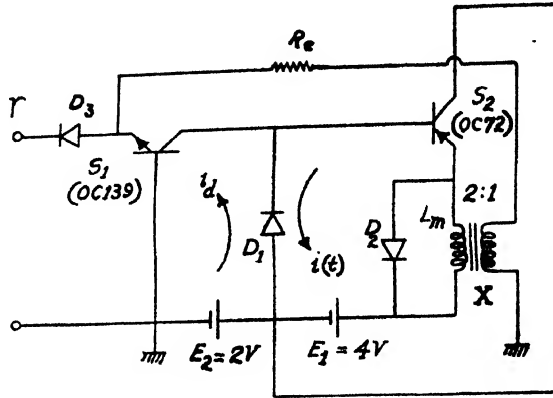 Re
r
D3
S1
(OC139)
S2
(OC72)
id
D1
i(t)
D2
Lm
2:1
X
E2=2V
E1=4V